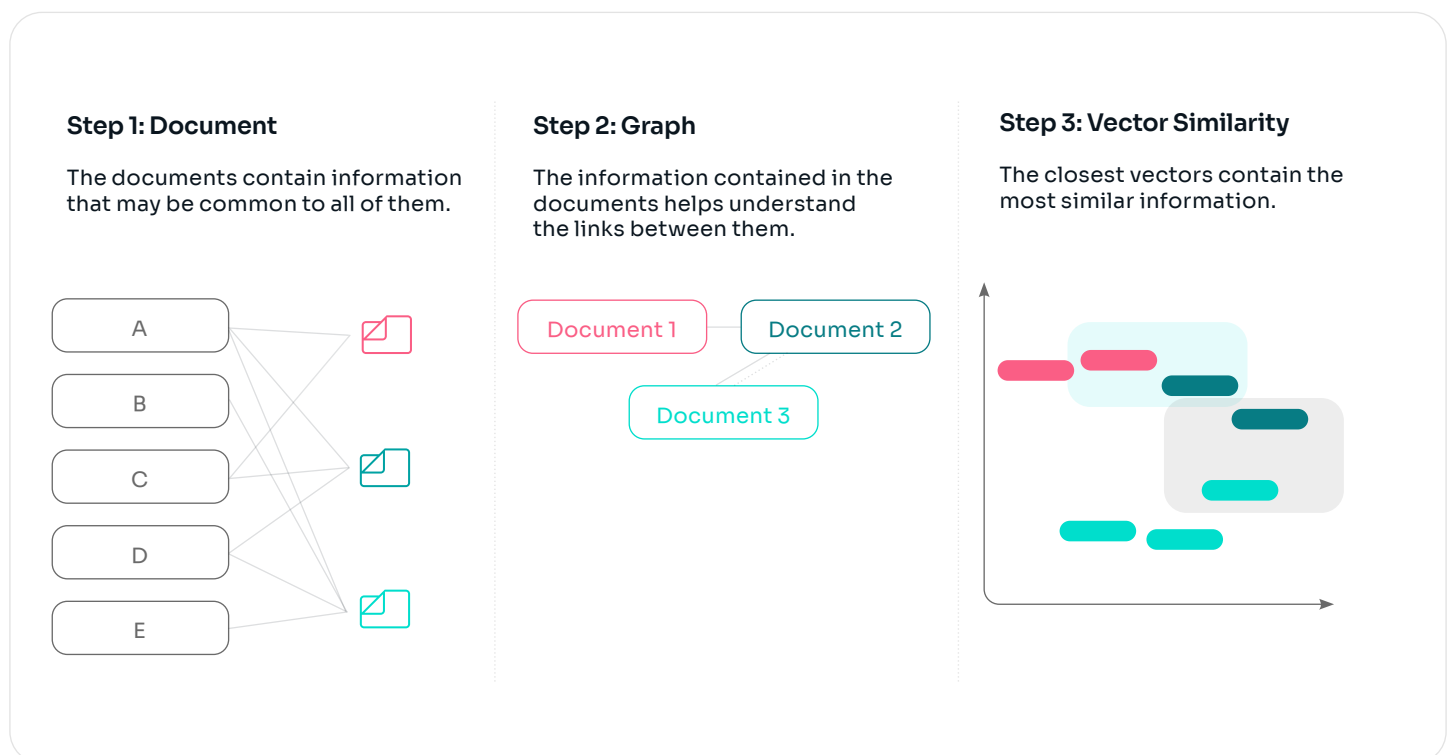 Step 1: Document
The documents contain information
that may be common to all of them.
A
B
C
D
E
Step 2: Graph
The information contained in the
documents helps understand
the links between them.
Document 1
Document 2
Document 3
Step 3: Vector Similarity
The closest vectors contain the
most similar information.